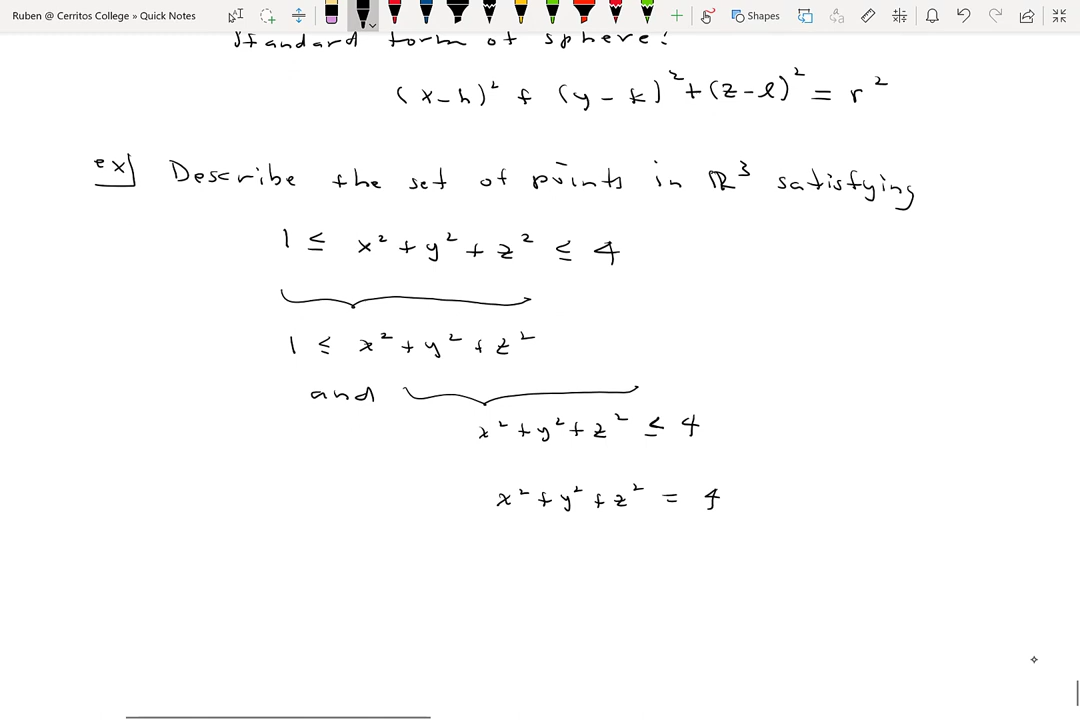 Ruben @ Cerritos College » Quick Notes
Shapes
Standard form of sphere:
(x-h)² + (y-k)² + (z-l)² = r²
ex] Describe the set of points in ℝ³ satisfying
1 ≤ x² + y² + z² ≤ 4
1 ≤ x² + y² + z²
and
x² + y² + z² ≤ 4
x² + y² + z² = 4